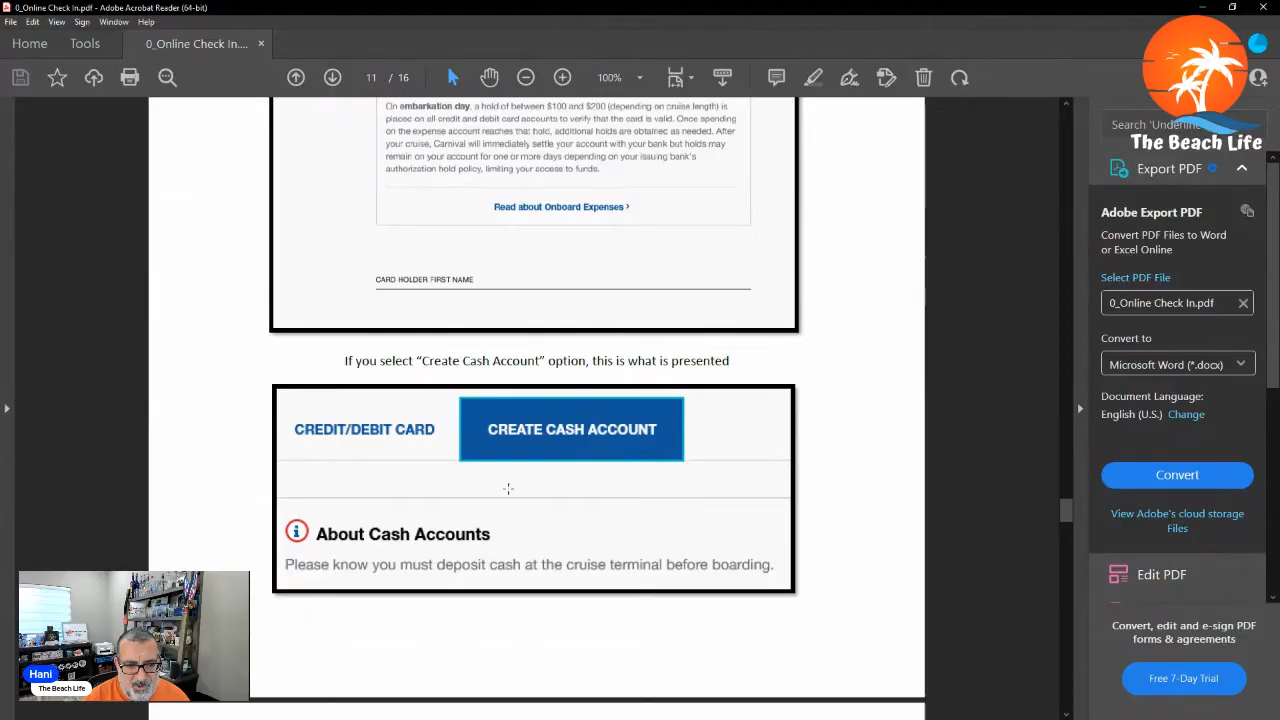 0_Online Check In.pdf - Adobe Acrobat Reader (64-bit)
File Edit View Sign Window Help
Home Tools 0_Online Check In.... ×
11 / 16 100%
The Beach Life
Search 'Underline
On embarkation day, a hold of between $100 and $200 (depending on cruise length) is
placed on all credit and debit card accounts to verify that the card is valid. Once spending
on the expense account reaches that hold, additional holds are obtained as needed. After
your cruise, Carnival will immediately settle your account with your bank but holds may
remain on your account for one or more days depending on your issuing bank's
authorization hold policy, limiting your access to funds.
Read about Onboard Expenses ›
CARD HOLDER FIRST NAME
If you select “Create Cash Account” option, this is what is presented
CREDIT/DEBIT CARD CREATE CASH ACCOUNT
i About Cash Accounts
Please know you must deposit cash at the cruise terminal before boarding.
Export PDF
Adobe Export PDF
Convert PDF Files to Word
or Excel Online
Select PDF File
0_Online Check In.pdf ×
Convert to
Microsoft Word (*.docx)
Document Language:
English (U.S.) Change
Convert
View Adobe's cloud storage
Files
Edit PDF
Convert, edit and e-sign PDF
forms & agreements
Free 7-Day Trial
Hani
The Beach Life